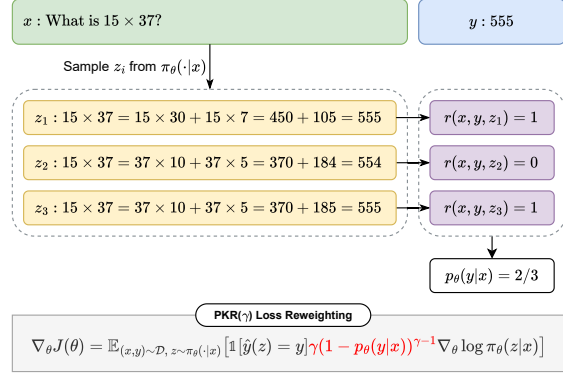 x : What is 15 × 37?
y : 555
Sample z_i from π_θ(·|x)
z_1 : 15 × 37 = 15 × 30 + 15 × 7 = 450 + 105 = 555
r(x, y, z_1) = 1
z_2 : 15 × 37 = 37 × 10 + 37 × 5 = 370 + 184 = 554
r(x, y, z_2) = 0
z_3 : 15 × 37 = 37 × 10 + 37 × 5 = 370 + 185 = 555
r(x, y, z_3) = 1
p_θ(y|x) = 2/3
PKR(γ) Loss Reweighting
∇_θ J(θ) = 𝔼_{(x,y)∼𝒟, z∼π_θ(·|x)} [𝟙[ŷ(z) = y] γ(1 − p_θ(y|x))^{γ−1} ∇_θ log π_θ(z|x)]